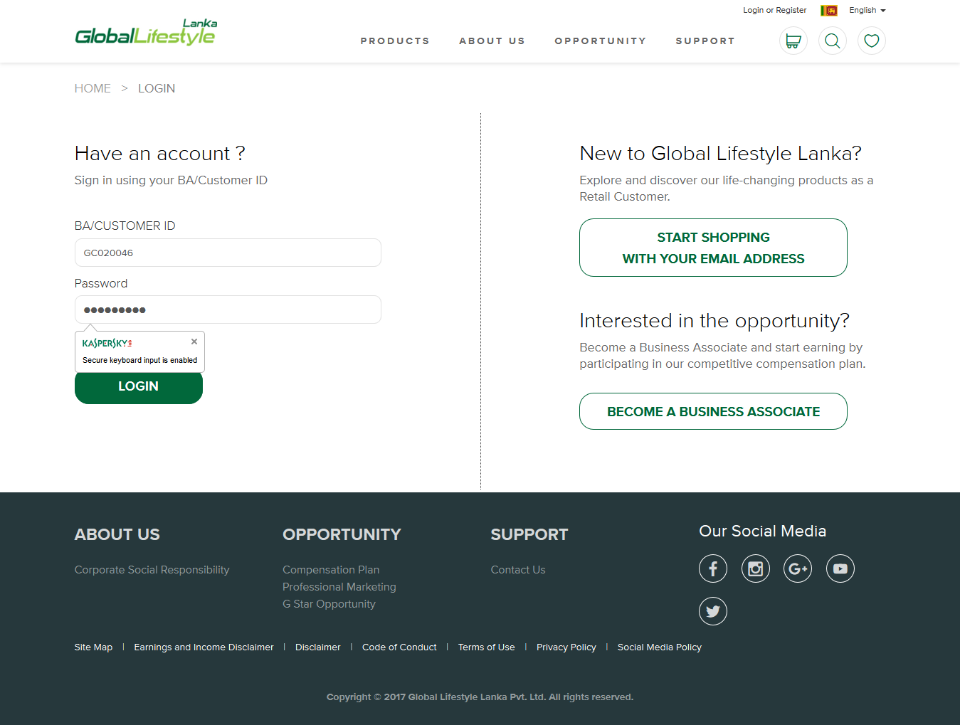 Login or Register
English
Lanka
GlobalLifestyle
PRODUCTS
ABOUT US
OPPORTUNITY
SUPPORT
HOME > LOGIN
Have an account ?
Sign in using your BA/Customer ID
BA/CUSTOMER ID
GC020046
Password
KASPERSKY
Secure keyboard input is enabled
LOGIN
New to Global Lifestyle Lanka?
Explore and discover our life-changing products as a
Retail Customer.
START SHOPPING
WITH YOUR EMAIL ADDRESS
Interested in the opportunity?
Become a Business Associate and start earning by
participating in our competitive compensation plan.
BECOME A BUSINESS ASSOCIATE
ABOUT US
Corporate Social Responsibility
OPPORTUNITY
Compensation Plan
Professional Marketing
G Star Opportunity
SUPPORT
Contact Us
Our Social Media
Site Map | Earnings and Income Disclaimer | Disclaimer | Code of Conduct | Terms of Use | Privacy Policy | Social Media Policy
Copyright © 2017 Global Lifestyle Lanka Pvt. Ltd. All rights reserved.